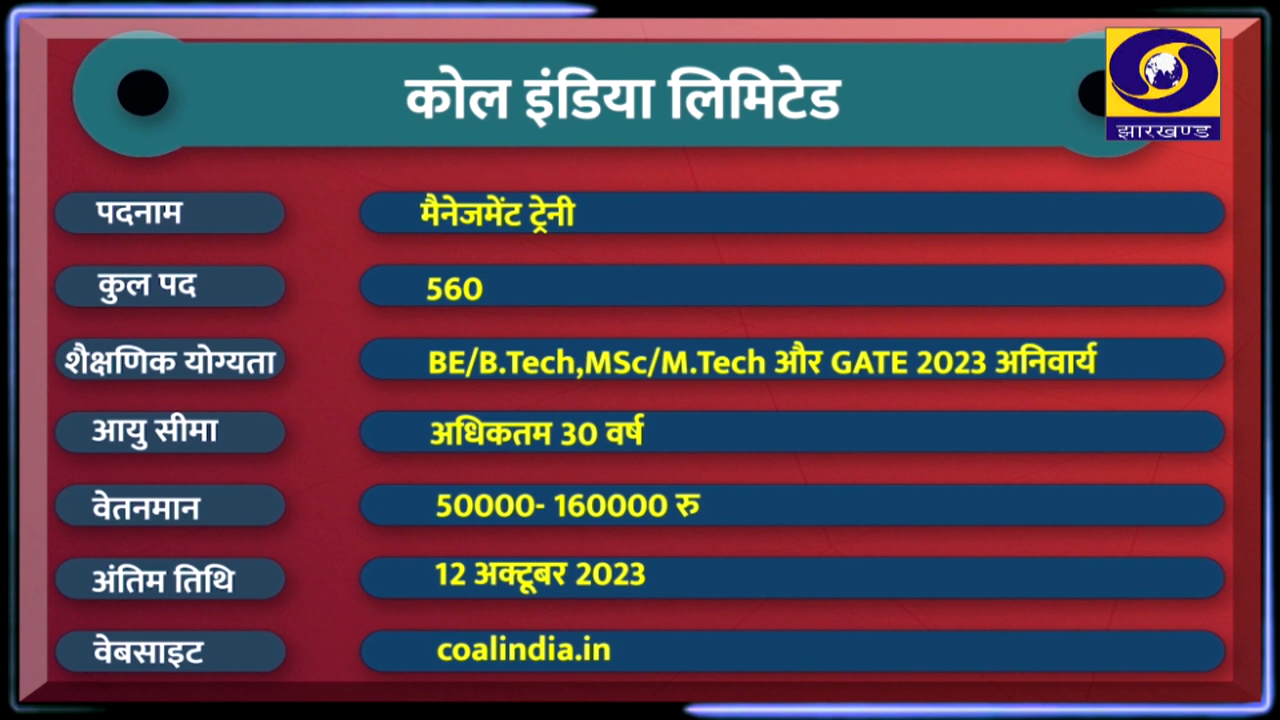 कोल इंडिया लिमिटेड
झारखण्ड
पदनाम मैनेजमेंट ट्रेनी
कुल पद 560
शैक्षणिक योग्यता BE/B.Tech,MSc/M.Tech और GATE 2023 अनिवार्य
आयु सीमा अधिकतम 30 वर्ष
वेतनमान 50000- 160000 रु
अंतिम तिथि 12 अक्टूबर 2023
वेबसाइट coalindia.in